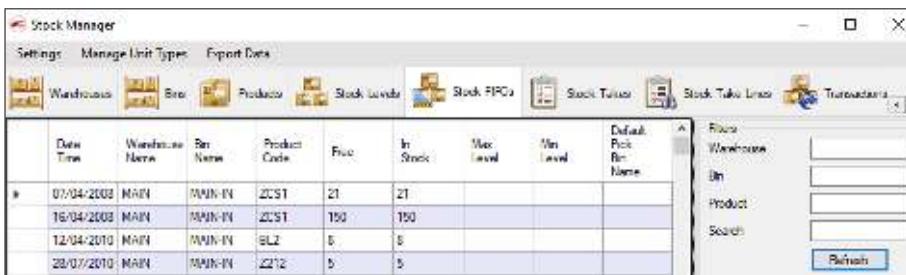 Stock Manager
Settings Manage Unit Types Export Data
Warehouses Bins Products Stock Levels Stock FIFOs Stock Takes Stock Take Lines Transactions
Date Time Warehouse Name Bin Name Product Code Free In Stock Max Level Min Level Default Pick Bin Name
07/04/2008 MAIN MAIN-IN ZCS1 21 21
16/04/2008 MAIN MAIN-IN ZCS1 150 150
12/04/2010 MAIN MAIN-IN BL2 6 6
28/07/2010 MAIN MAIN-IN Z212 5 5
Filters
Warehouse
Bin
Product
Search
Refresh